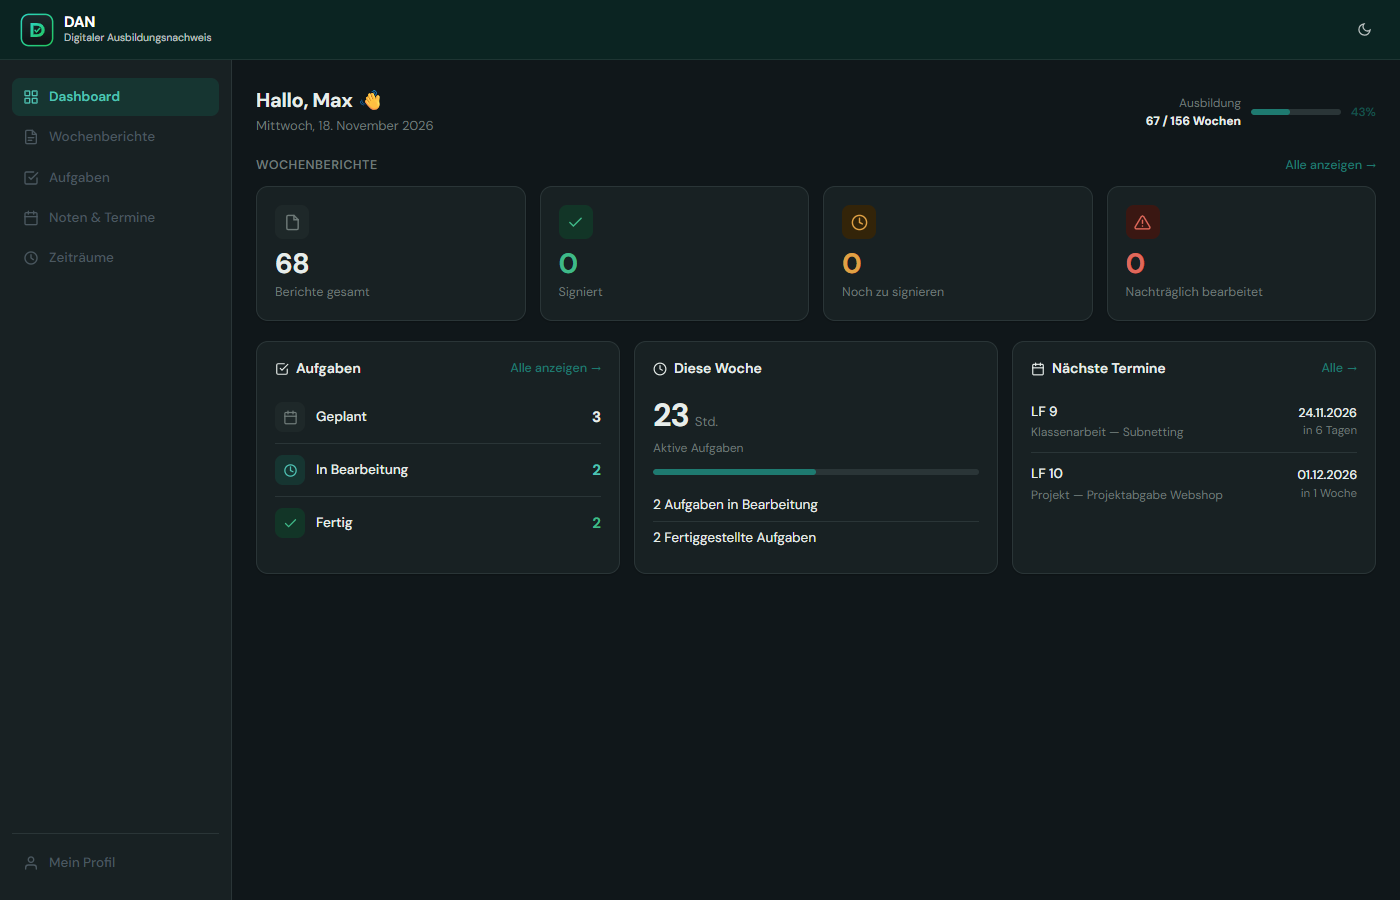 DAN
Digitaler Ausbildungsnachweis
Dashboard
Wochenberichte
Aufgaben
Noten & Termine
Zeiträume
Mein Profil
Hallo, Max 👋
Mittwoch, 18. November 2026
Ausbildung
67 / 156 Wochen
43%
WOCHENBERICHTE
Alle anzeigen →
68
Berichte gesamt
0
Signiert
0
Noch zu signieren
0
Nachträglich bearbeitet
Aufgaben
Alle anzeigen →
Geplant 3
In Bearbeitung 2
Fertig 2
Diese Woche
23 Std.
Aktive Aufgaben
2 Aufgaben in Bearbeitung
2 Fertiggestellte Aufgaben
Nächste Termine
Alle →
LF 9 24.11.2026
Klassenarbeit — Subnetting in 6 Tagen
LF 10 01.12.2026
Projekt — Projektabgabe Webshop in 1 Woche